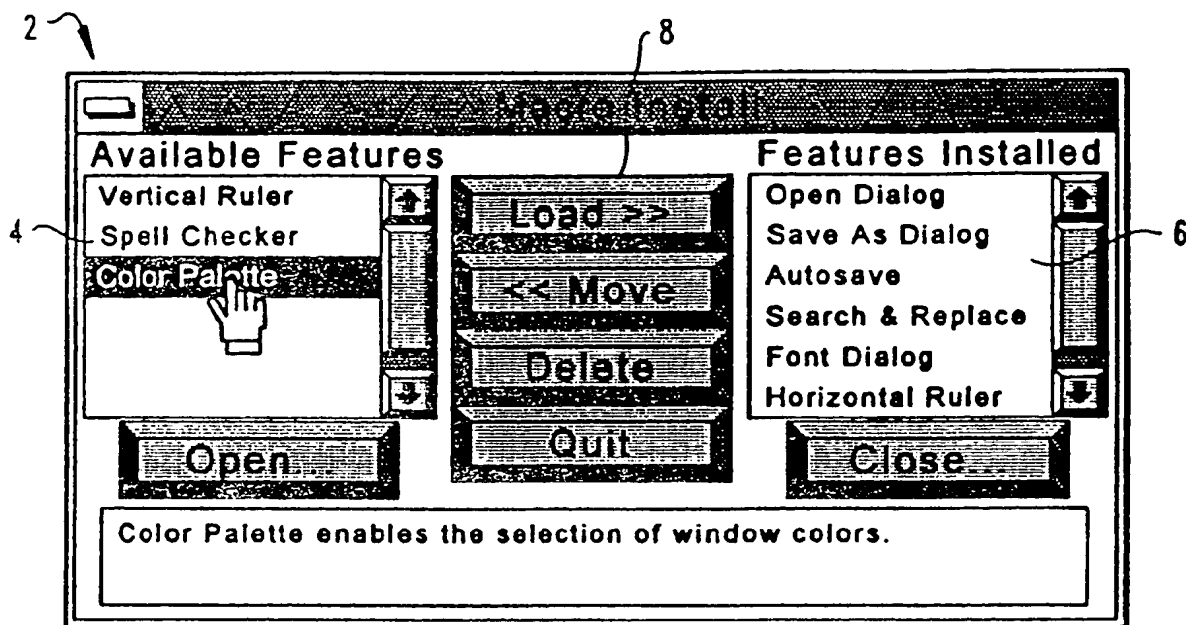 2
8
Macro Install
Available Features
Features Installed
Vertical Ruler
4
Spell Checker
Color Palette
Load >>
<< Move
Delete
Quit
Open Dialog
Save As Dialog
6
Autosave
Search & Replace
Font Dialog
Horizontal Ruler
Open...
Close...
Color Palette enables the selection of window colors.